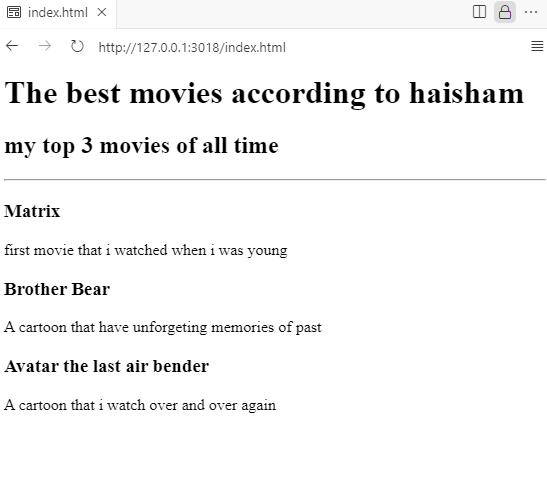 index.html
http://127.0.0.1:3018/index.html
The best movies according to haisham
my top 3 movies of all time
Matrix
first movie that i watched when i was young
Brother Bear
A cartoon that have unforgeting memories of past
Avatar the last air bender
A cartoon that i watch over and over again